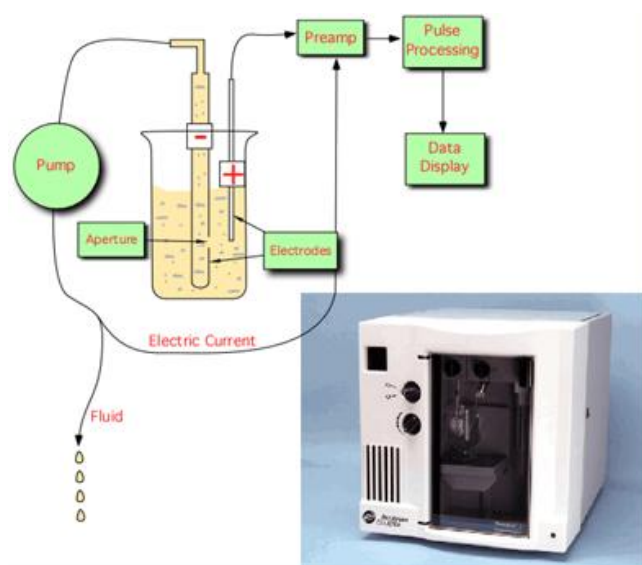 Preamp
Pulse
Processing
-
+
Pump
Data
Display
Aperture
Electrodes
Electric Current
Fluid